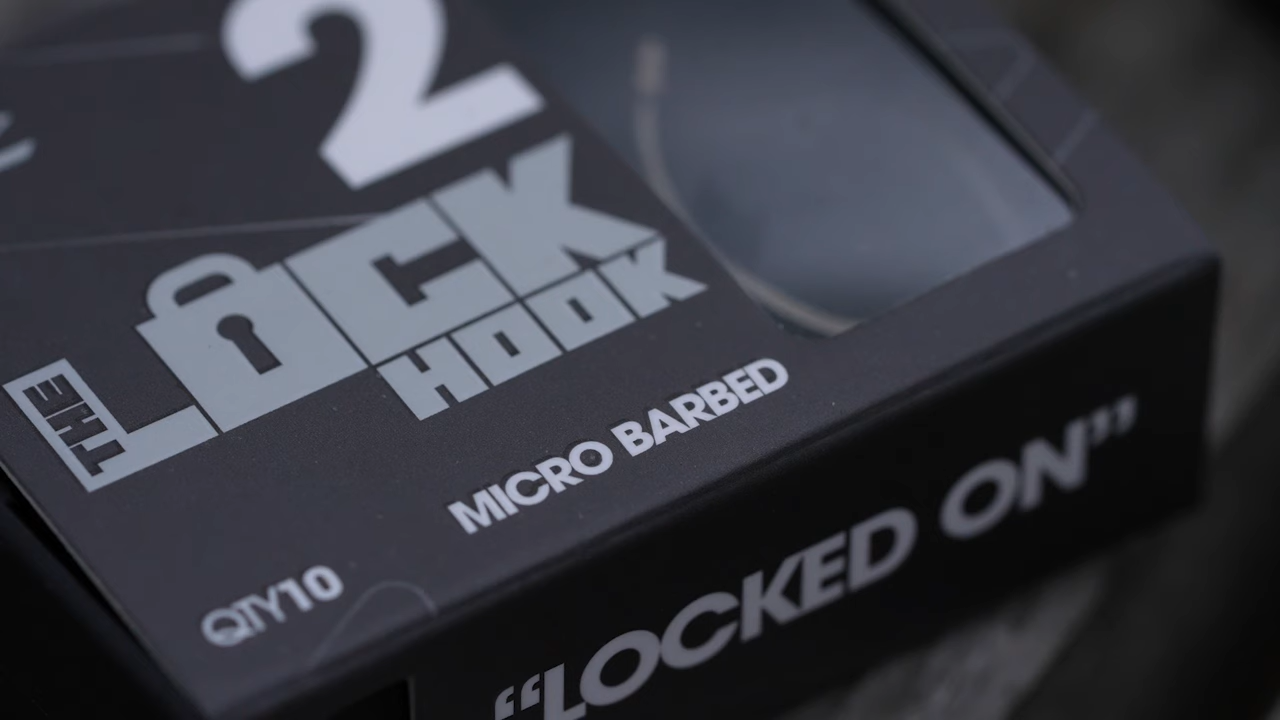 2
THE LOCK
HOOK
MICRO BARBED
QTY10
“LOCKED ON”